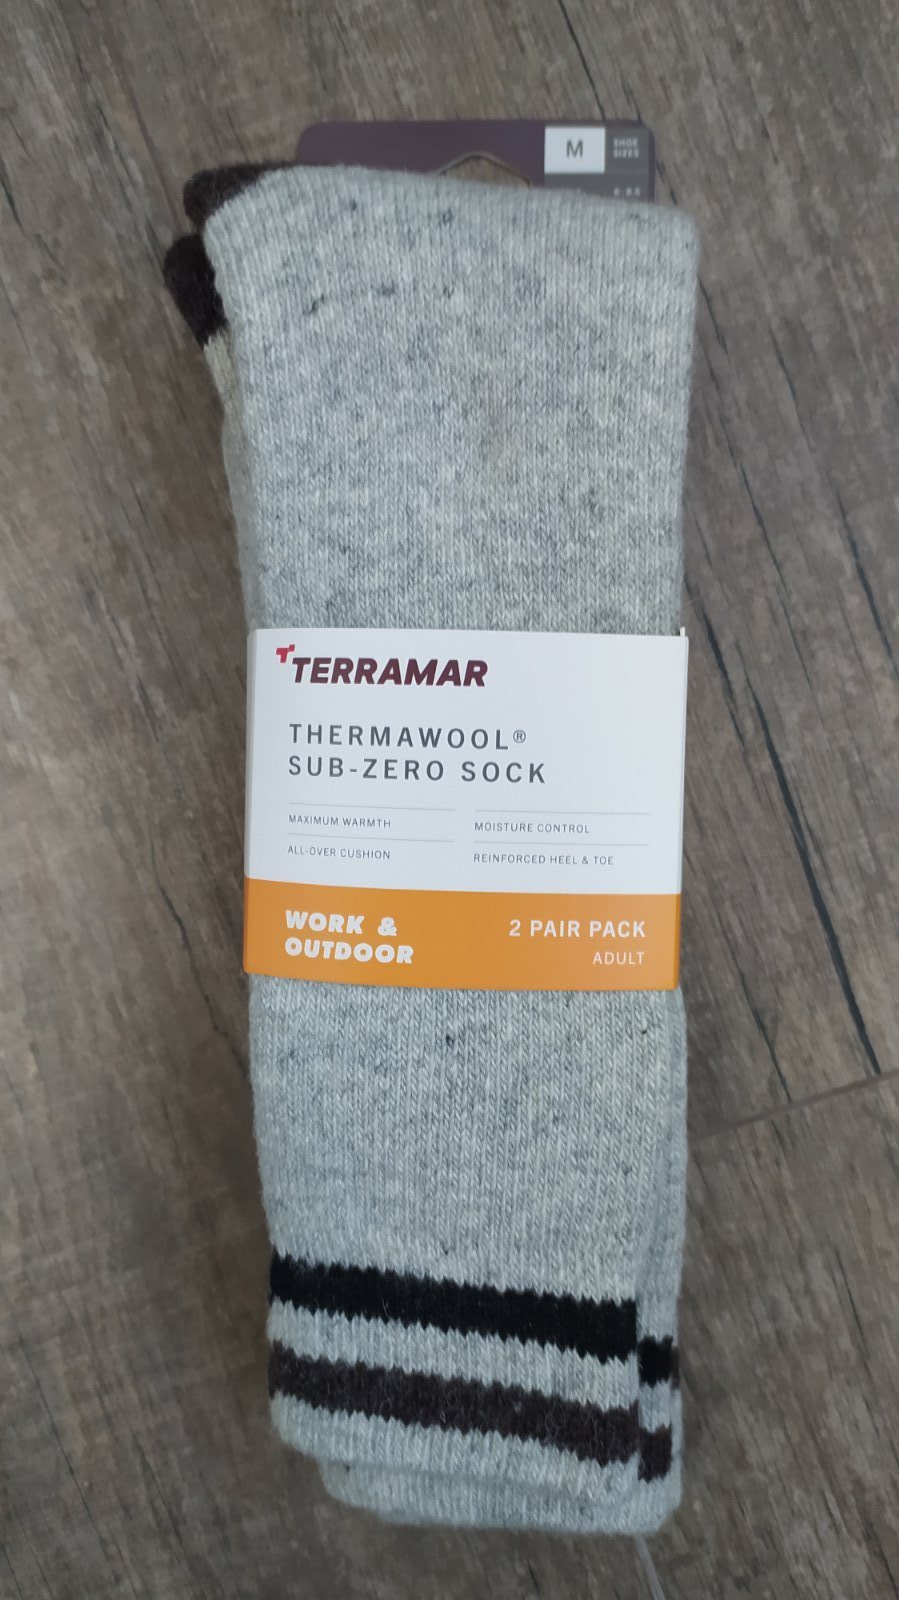 M
SHOE
SIZES
TERRAMAR
THERMAWOOL®
SUB-ZERO SOCK
MAXIMUM WARMTH
MOISTURE CONTROL
ALL-OVER CUSHION
REINFORCED HEEL & TOE
WORK &
OUTDOOR
2 PAIR PACK
ADULT